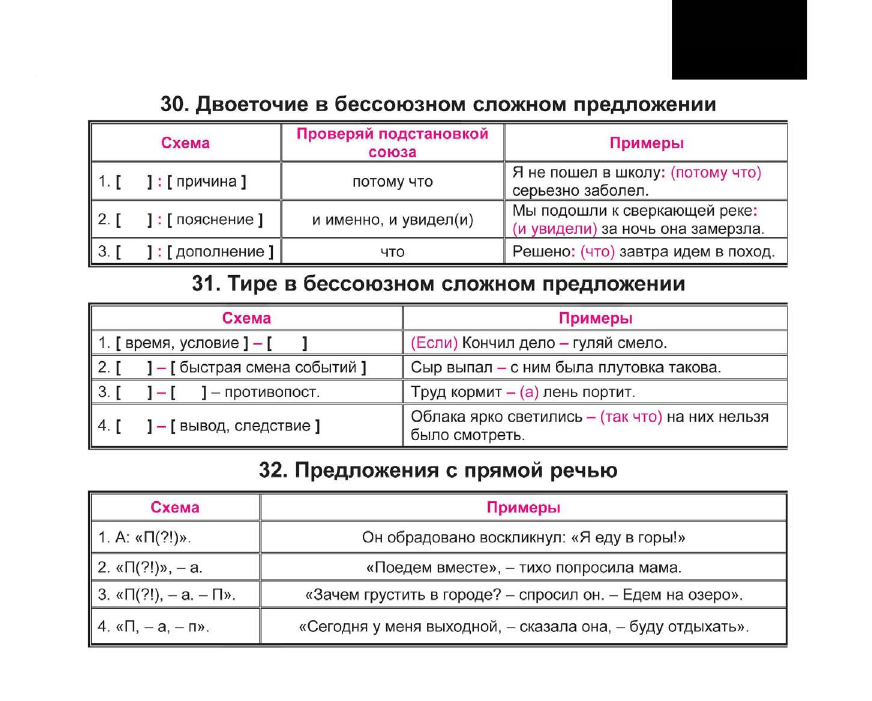 30. Двоеточие в бессоюзном сложном предложении
Схема
Проверяй подстановкой
союза
Примеры
1. [ ] : [ причина ]
потому что
Я не пошел в школу: (потому что)
серьезно заболел.
2. [ ] : [ пояснение ]
и именно, и увидел(и)
Мы подошли к сверкающей реке:
(и увидели) за ночь она замерзла.
3. [ ] : [ дополнение ]
что
Решено: (что) завтра идем в поход.
31. Тире в бессоюзном сложном предложении
Схема
Примеры
1. [ время, условие ] – [ ]
(Если) Кончил дело – гуляй смело.
2. [ ] – [ быстрая смена событий ]
Сыр выпал – с ним была плутовка такова.
3. [ ] – [ ] – противопост.
Труд кормит – (а) лень портит.
4. [ ] – [ вывод, следствие ]
Облака ярко светились – (так что) на них нельзя
было смотреть.
32. Предложения с прямой речью
Схема
Примеры
1. А: «П(?!)».
Он обрадовано воскликнул: «Я еду в горы!»
2. «П(?!)», – а.
«Поедем вместе», – тихо попросила мама.
3. «П(?!), – а. – П».
«Зачем грустить в городе? – спросил он. – Едем на озеро».
4. «П, – а, – п».
«Сегодня у меня выходной, – сказала она, – буду отдыхать».